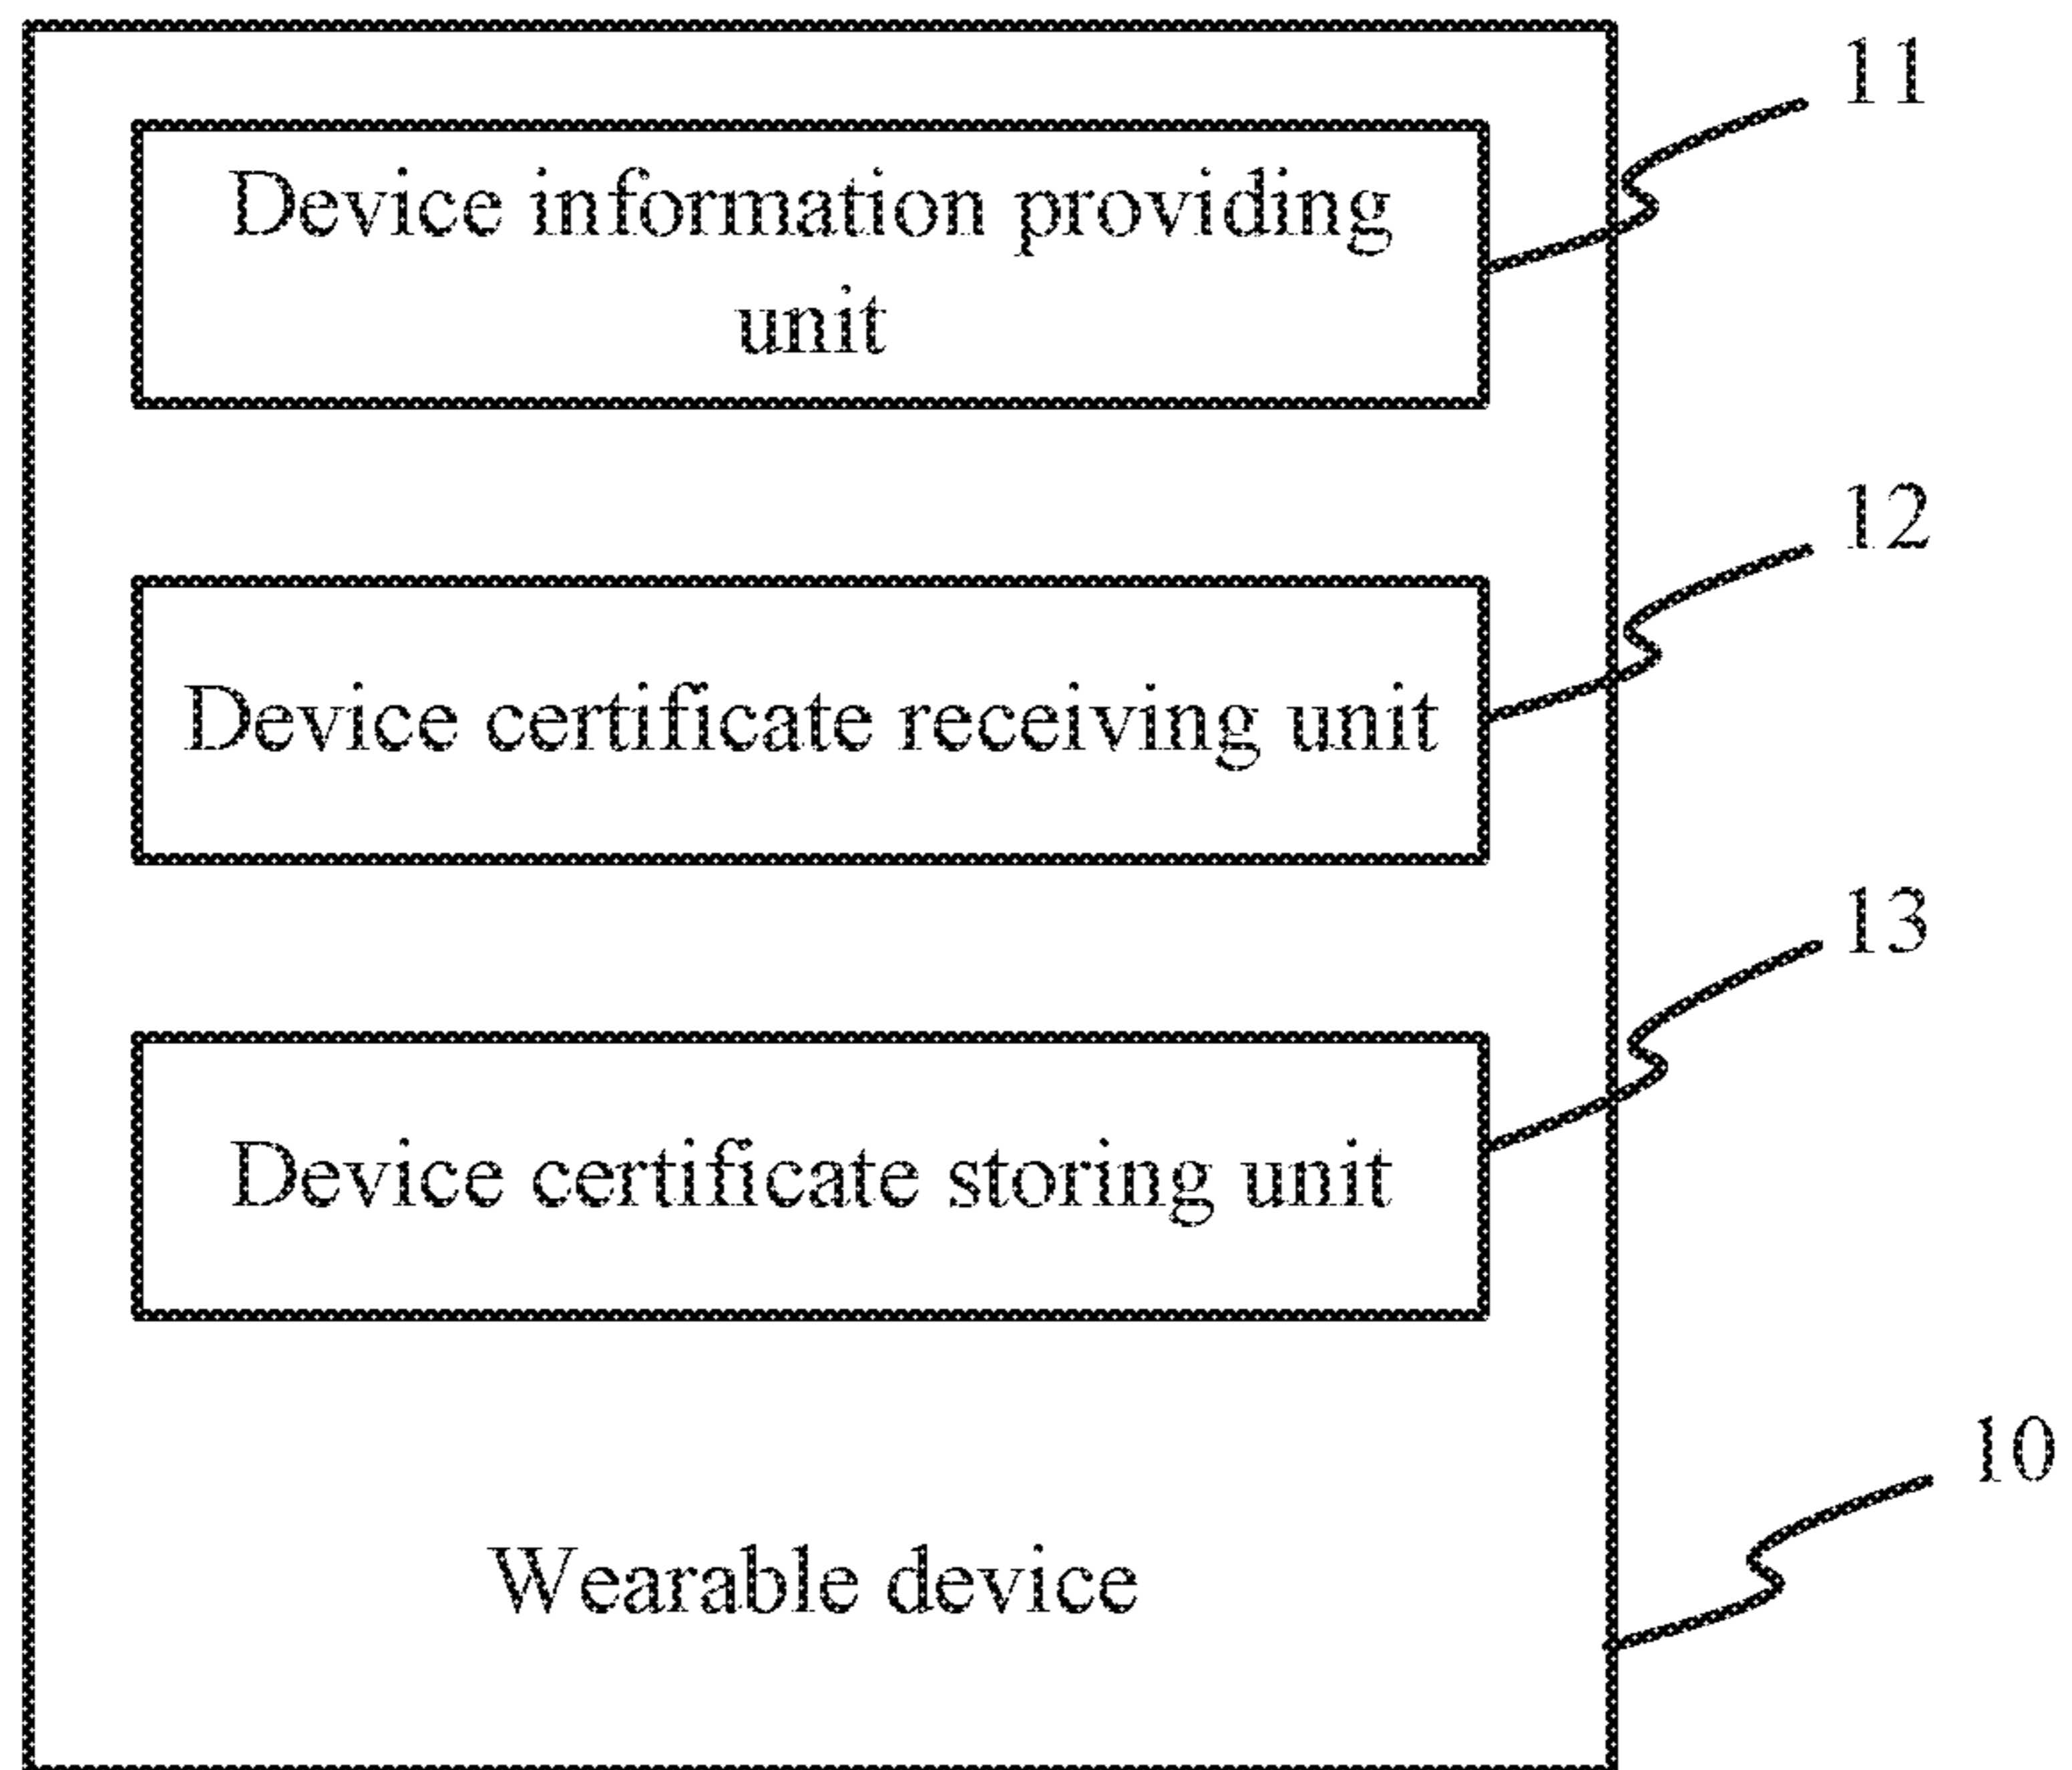 11
Device information providing
unit
12
Device certificate receiving unit
13
Device certificate storing unit
10
Wearable device